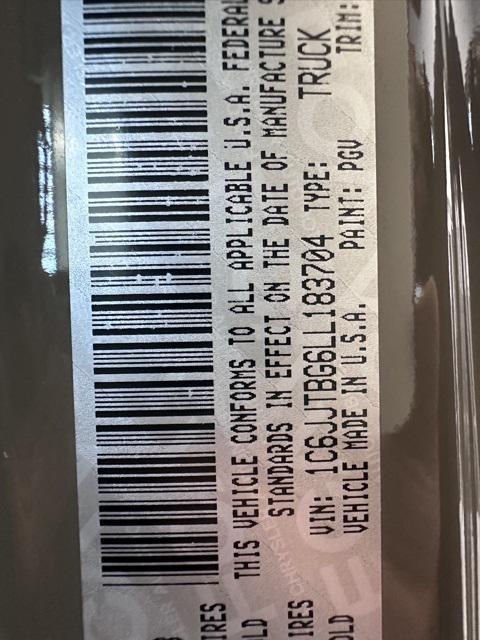 THIS VEHICLE CONFORMS TO ALL APPLICABLE U.S.A. FEDERAL
STANDARDS IN EFFECT ON THE DATE OF MANUFACTURE S
VIN: 1C6JJTBG6LL183704 TYPE: TRUCK
VEHICLE MADE IN U.S.A. PAINT: PGV TRIM:
IRES
OLD
IRES
OLD
CHRYSLER